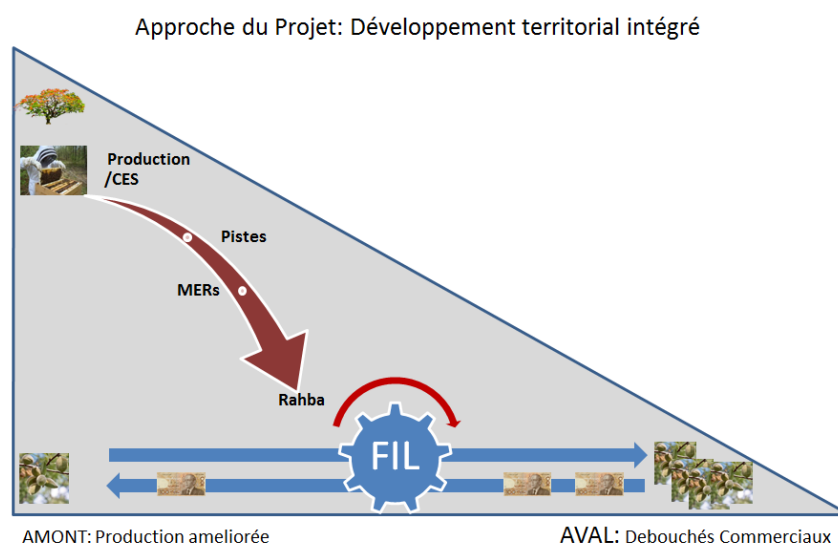 Approche du Projet: Développement territorial intégré
Production
/CES
Pistes
MERs
Rahba
FIL
AMONT: Production ameliorée
AVAL: Debouchés Commerciaux